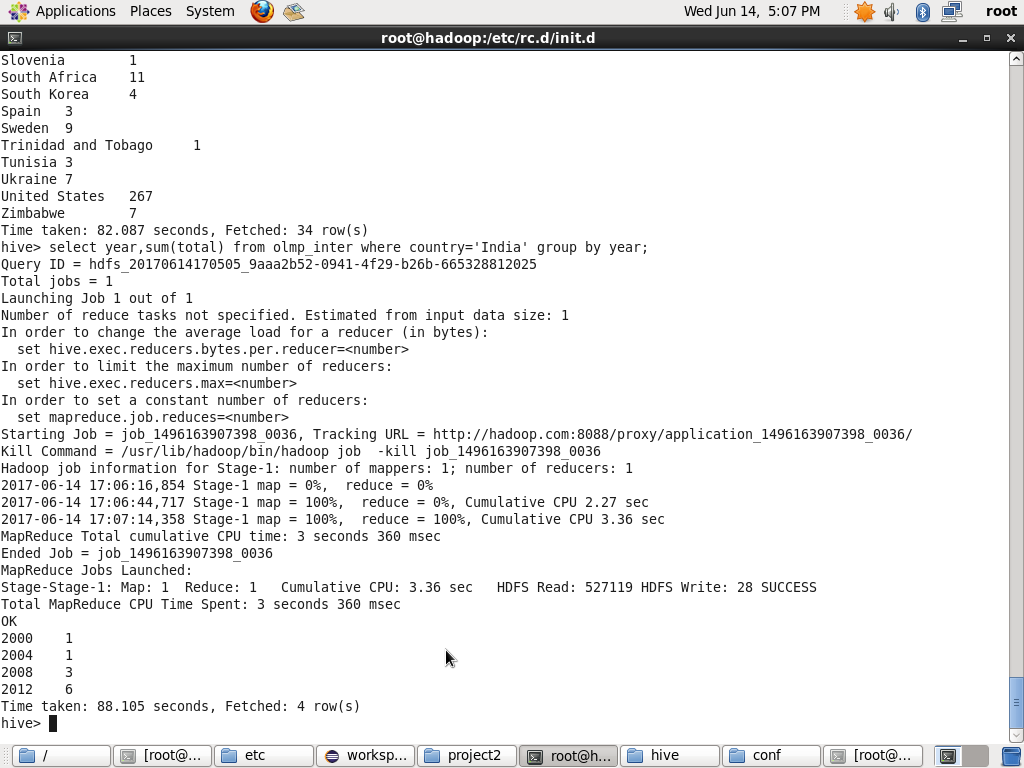 Applications Places System Wed Jun 14, 5:07 PM root
root@hadoop:/etc/rc.d/init.d
Slovenia 1
South Africa 11
South Korea 4
Spain 3
Sweden 9
Trinidad and Tobago 1
Tunisia 3
Ukraine 7
United States 267
Zimbabwe 7
Time taken: 82.087 seconds, Fetched: 34 row(s)
hive> select year,sum(total) from olmp_inter where country='India' group by year;
Query ID = hdfs_20170614170505_9aaa2b52-0941-4f29-b26b-665328812025
Total jobs = 1
Launching Job 1 out of 1
Number of reduce tasks not specified. Estimated from input data size: 1
In order to change the average load for a reducer (in bytes):
  set hive.exec.reducers.bytes.per.reducer=<number>
In order to limit the maximum number of reducers:
  set hive.exec.reducers.max=<number>
In order to set a constant number of reducers:
  set mapreduce.job.reduces=<number>
Starting Job = job_1496163907398_0036, Tracking URL = http://hadoop.com:8088/proxy/application_1496163907398_0036/
Kill Command = /usr/lib/hadoop/bin/hadoop job  -kill job_1496163907398_0036
Hadoop job information for Stage-1: number of mappers: 1; number of reducers: 1
2017-06-14 17:06:16,854 Stage-1 map = 0%,  reduce = 0%
2017-06-14 17:06:44,717 Stage-1 map = 100%,  reduce = 0%, Cumulative CPU 2.27 sec
2017-06-14 17:07:14,358 Stage-1 map = 100%,  reduce = 100%, Cumulative CPU 3.36 sec
MapReduce Total cumulative CPU time: 3 seconds 360 msec
Ended Job = job_1496163907398_0036
MapReduce Jobs Launched:
Stage-Stage-1: Map: 1  Reduce: 1   Cumulative CPU: 3.36 sec   HDFS Read: 527119 HDFS Write: 28 SUCCESS
Total MapReduce CPU Time Spent: 3 seconds 360 msec
OK
2000 1
2004 1
2008 3
2012 6
Time taken: 88.105 seconds, Fetched: 4 row(s)
hive>
/ [root@... etc worksp... project2 root@h... hive conf [root@...